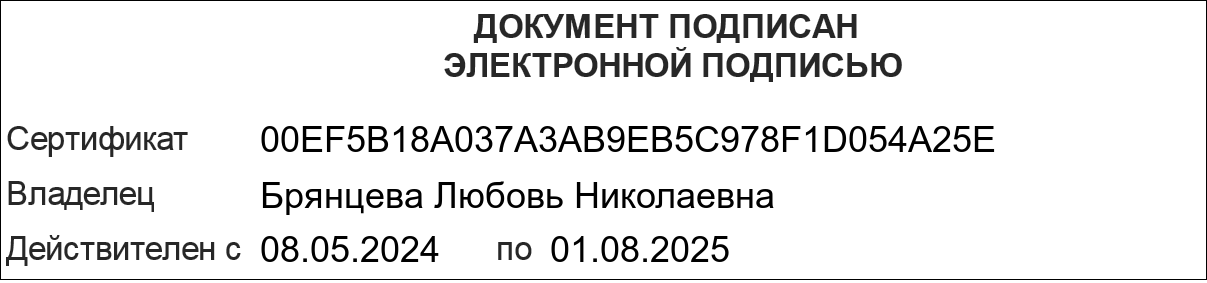 ДОКУМЕНТ ПОДПИСАН
ЭЛЕКТРОННОЙ ПОДПИСЬЮ
Сертификат 00EF5B18A037A3AB9EB5C978F1D054A25E
Владелец Брянцева Любовь Николаевна
Действителен с 08.05.2024 по 01.08.2025